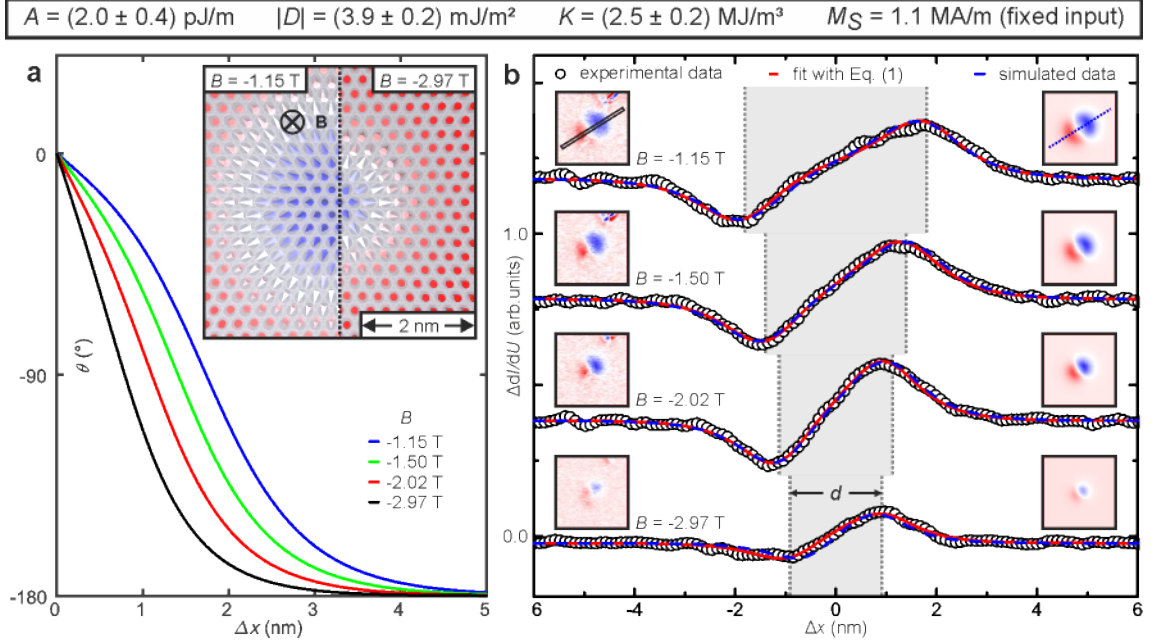 A = (2.0 ± 0.4) pJ/m |D| = (3.9 ± 0.2) mJ/m² K = (2.5 ± 0.2) MJ/m³ M_S = 1.1 MA/m (fixed input)
a
B = -1.15 T B = -2.97 T
B
2 nm
0
-90
-180
θ (°)
B
-1.15 T
-1.50 T
-2.02 T
-2.97 T
0 1 2 3 4 5
Δx (nm)
b
experimental data fit with Eq. (1) simulated data
B = -1.15 T
1.0
B = -1.50 T
ΔdI/dU (arb.units)
B = -2.02 T
B = -2.97 T
d
0.0
6 -4 -2 0 2 4 6
Δx (nm)